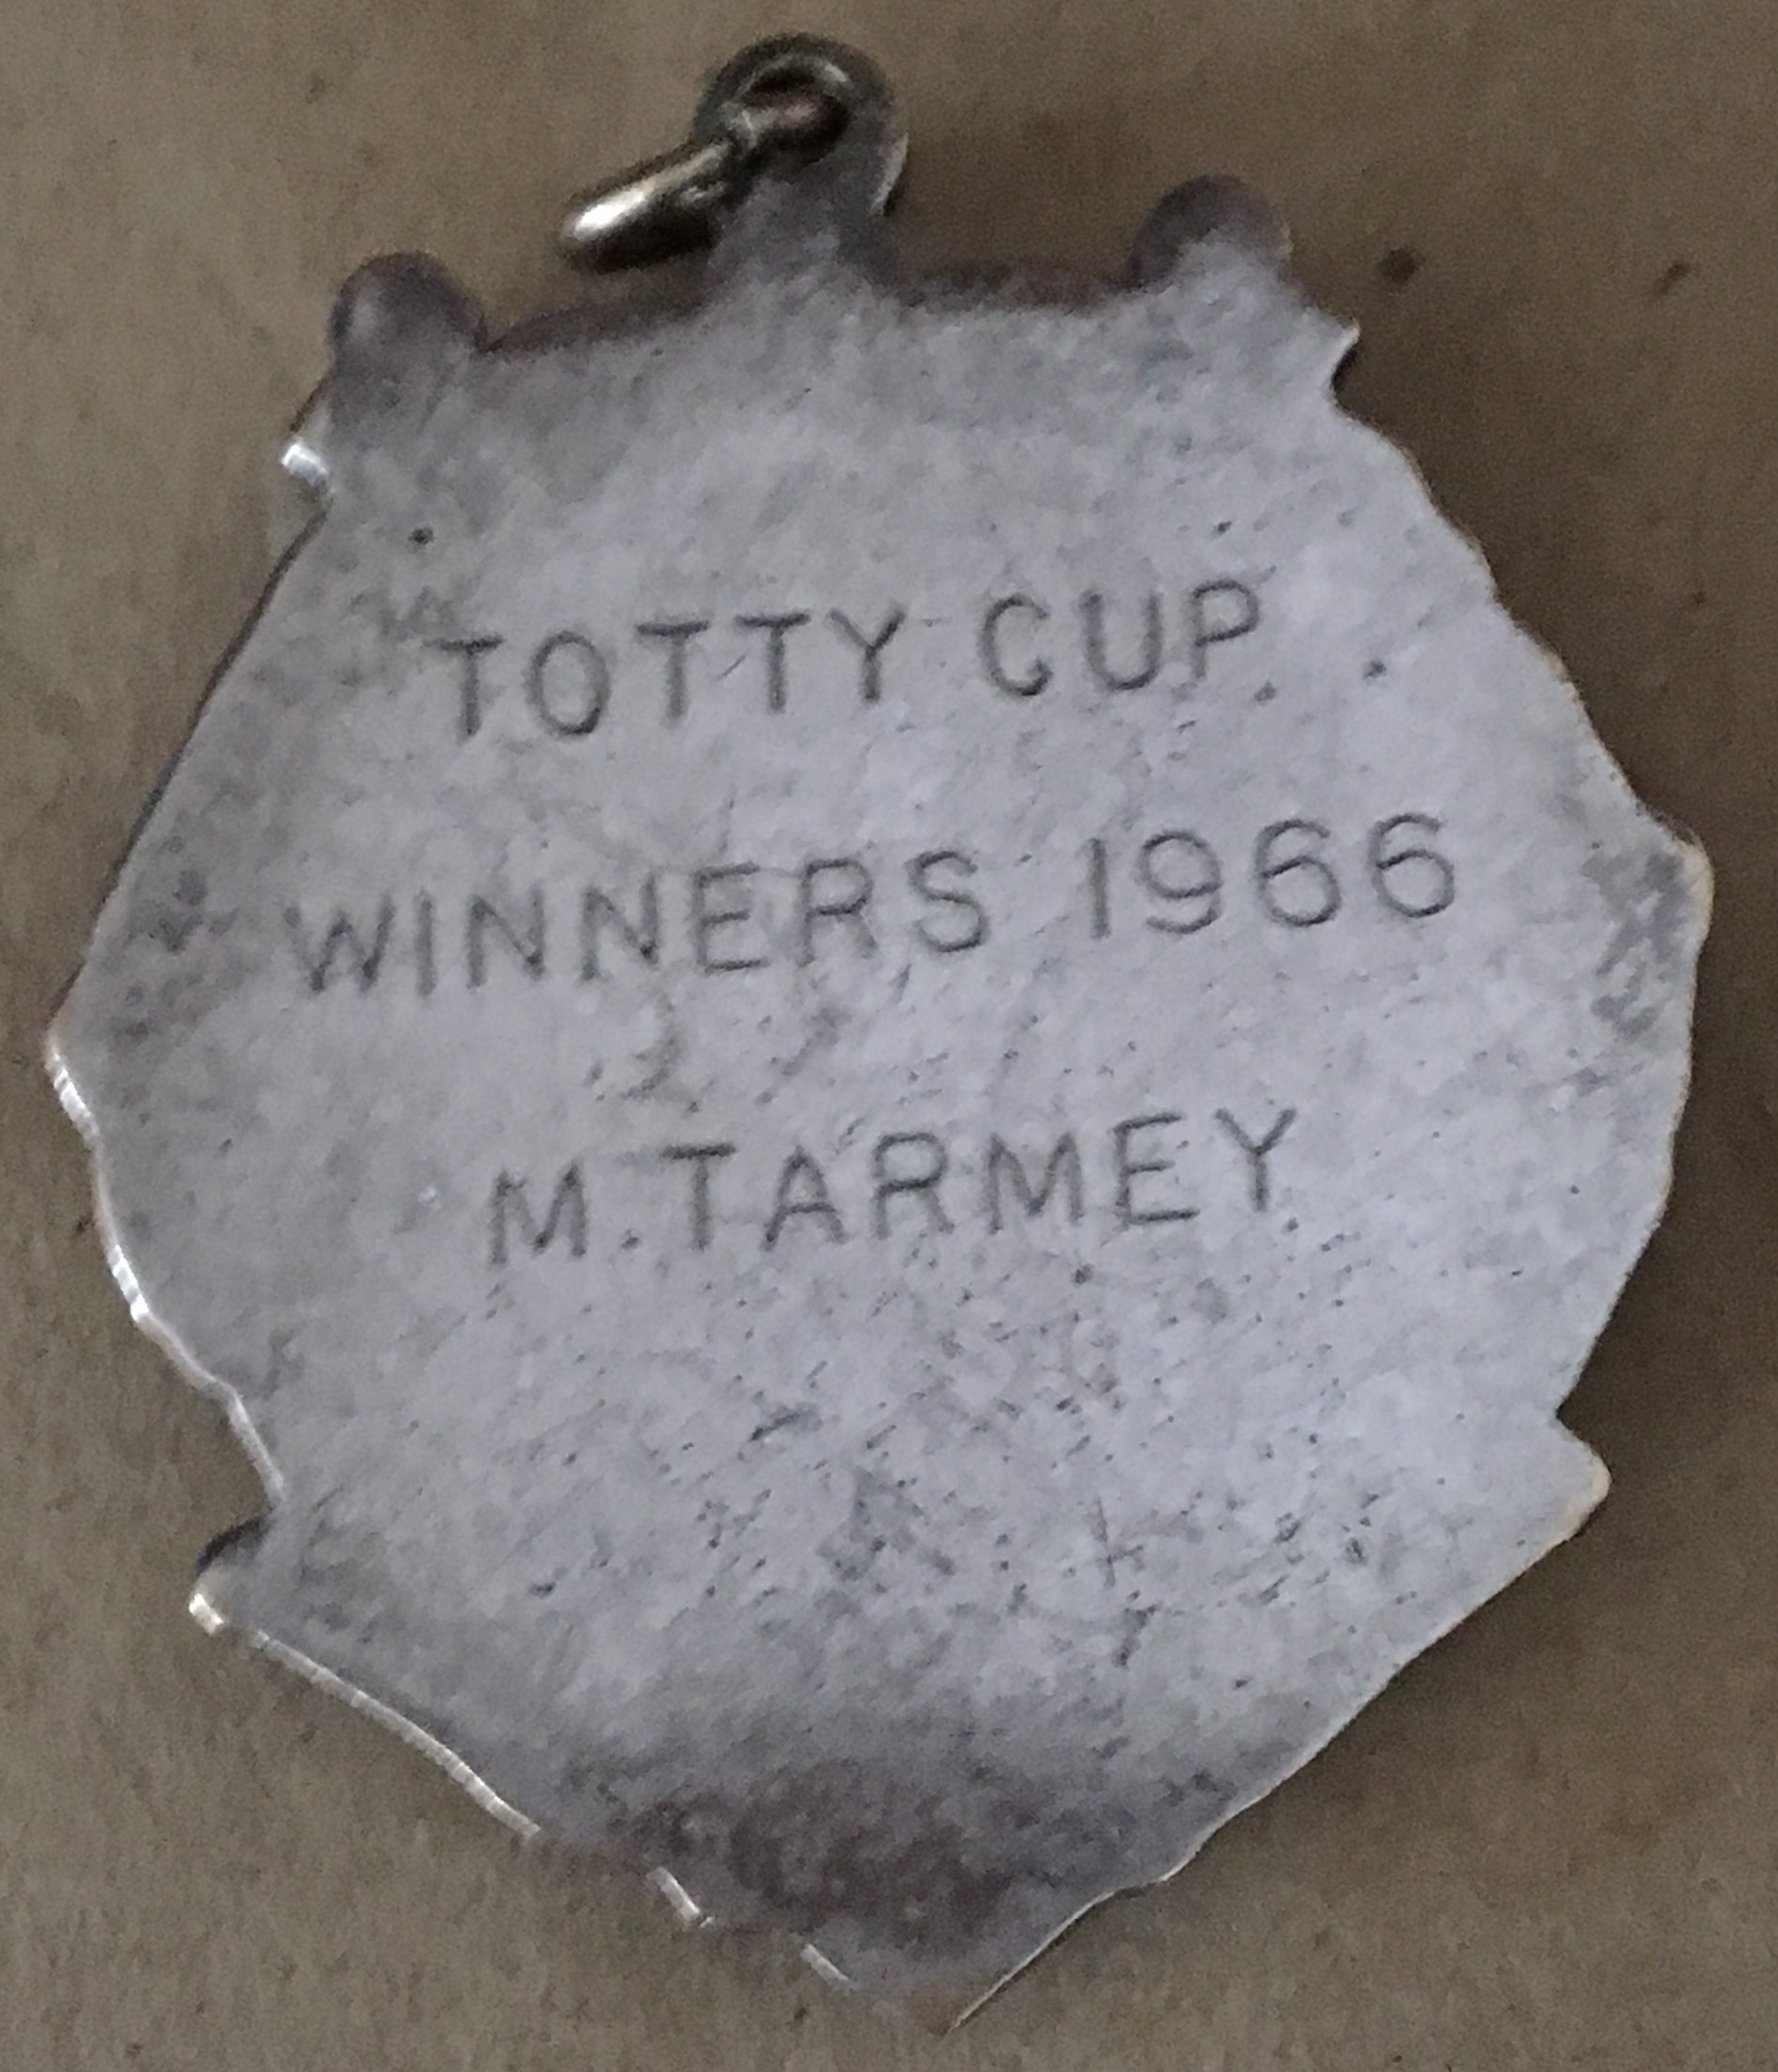 TOTTY CUP
WINNERS 1966
M. TARMEY